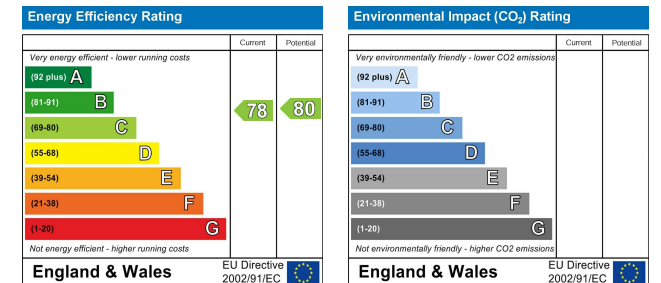 Energy Efficiency Rating
Current Potential
Very energy efficient - lower running costs
(92 plus) A
(81-91) B
(69-80) C
(55-68) D
(39-54) E
(21-38) F
(1-20) G
78 80
Not energy efficient - higher running costs
England & Wales
EU Directive
2002/91/EC
Environmental Impact (CO₂) Rating
Current Potential
Very environmentally friendly - lower CO2 emissions
(92 plus) A
(81-91) B
(69-80) C
(55-68) D
(39-54) E
(21-38) F
(1-20) G
Not environmentally friendly - higher CO2 emissions
England & Wales
EU Directive
2002/91/EC